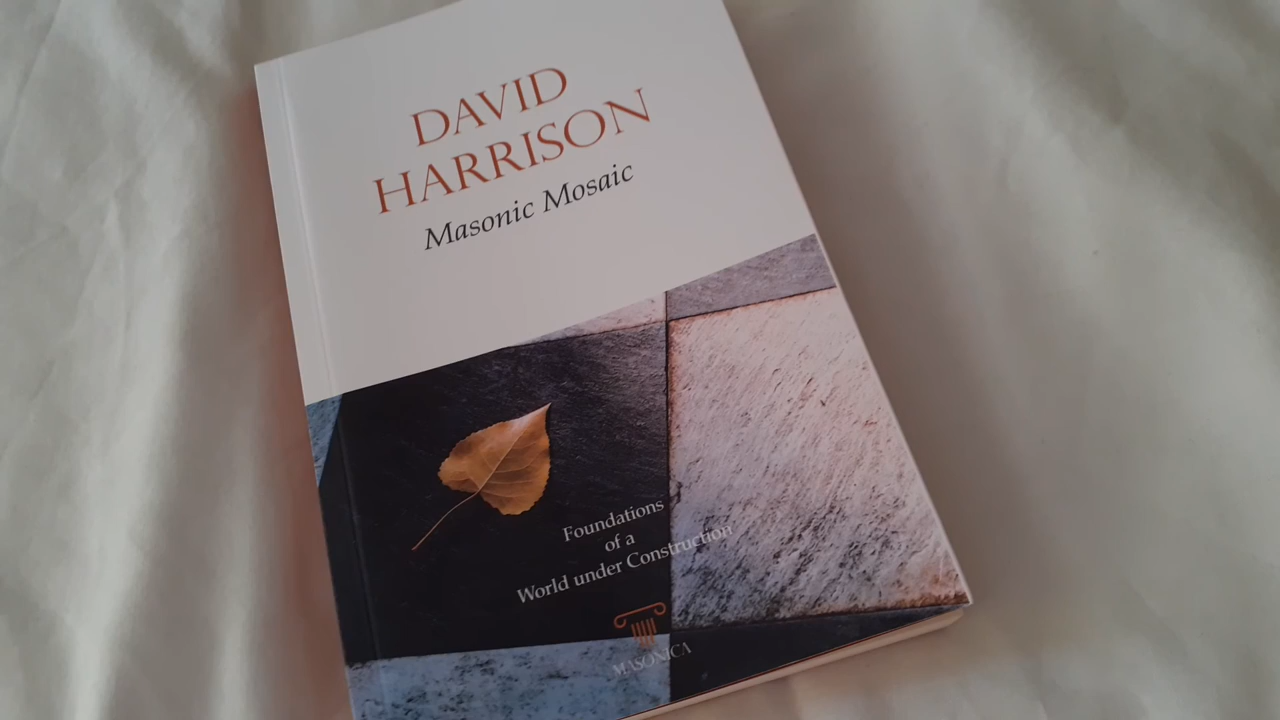 DAVID
HARRISON
Masonic Mosaic
Foundations
of a
World under Construction
MASONICA